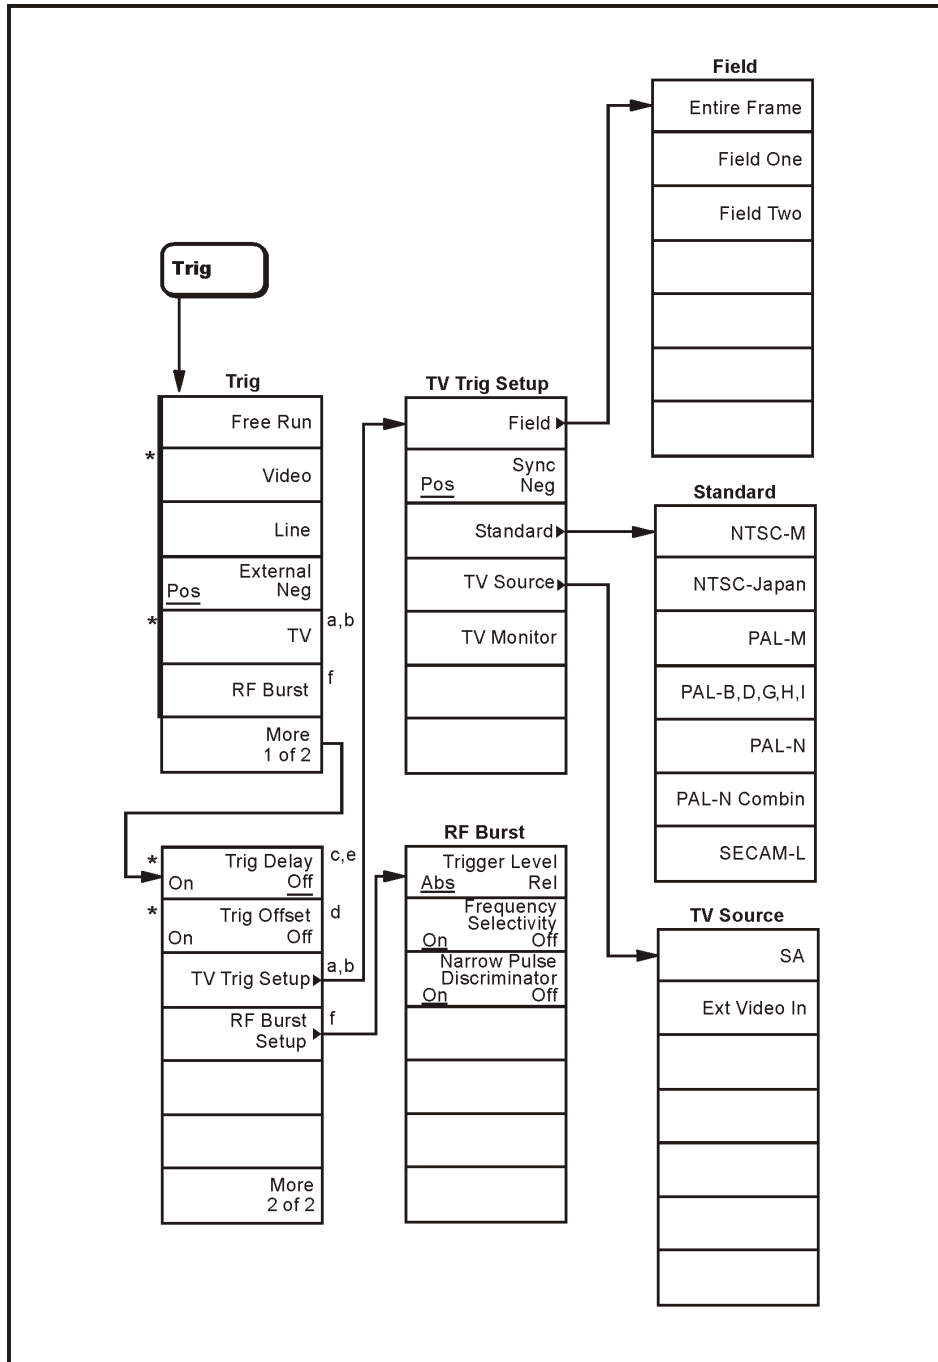 Trig
Trig
Free Run
*
Video
Line
External
Pos Neg
*
TV
a,b
RF Burst
f
More
1 of 2
*
Trig Delay
On Off
c,e
*
Trig Offset
On Off
d
TV Trig Setup
a,b
RF Burst
Setup
f
More
2 of 2
TV Trig Setup
Field
Sync
Pos Neg
Standard
TV Source
TV Monitor
RF Burst
Trigger Level
Abs Rel
Frequency
Selectivity
On Off
Narrow Pulse
Discriminator
On Off
Field
Entire Frame
Field One
Field Two
Standard
NTSC-M
NTSC-Japan
PAL-M
PAL-B,D,G,H,I
PAL-N
PAL-N Combin
SECAM-L
TV Source
SA
Ext Video In